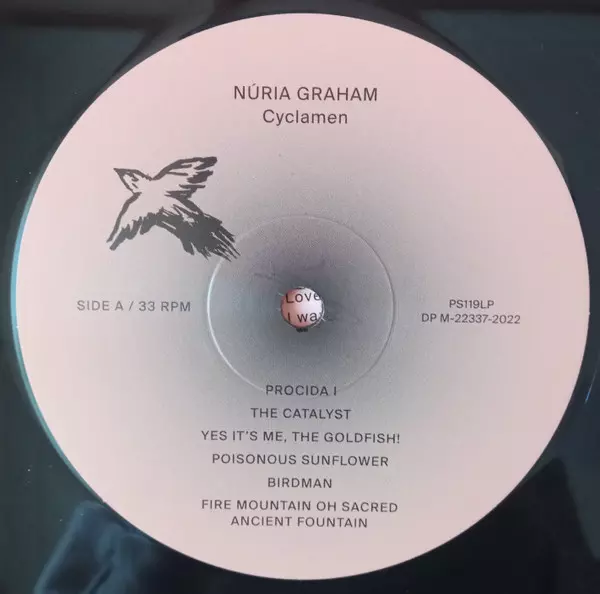 NÚRIA GRAHAM
Cyclamen
SIDE A / 33 RPM
Love
I wa
PS119LP
DP M-22337-2022
PROCIDA I
THE CATALYST
YES IT'S ME, THE GOLDFISH!
POISONOUS SUNFLOWER
BIRDMAN
FIRE MOUNTAIN OH SACRED
ANCIENT FOUNTAIN